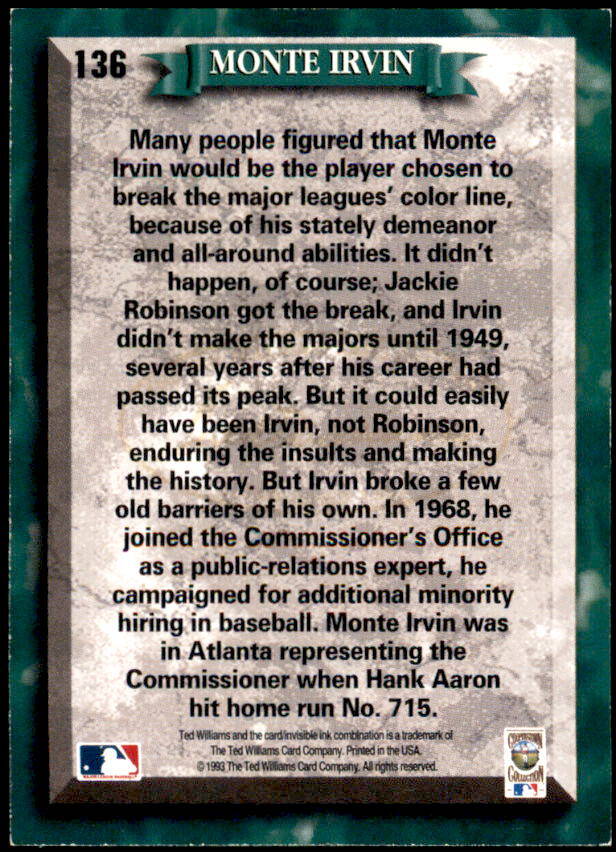 136
MONTE IRVIN
Many people figured that Monte
Irvin would be the player chosen to
break the major leagues' color line,
because of his stately demeanor
and all-around abilities. It didn't
happen, of course; Jackie
Robinson got the break, and Irvin
didn't make the majors until 1949,
several years after his career had
passed its peak. But it could easily
have been Irvin, not Robinson,
enduring the insults and making
the history. But Irvin broke a few
old barriers of his own. In 1968, he
joined the Commissioner's Office
as a public-relations expert, he
campaigned for additional minority
hiring in baseball. Monte Irvin was
in Atlanta representing the
Commissioner when Hank Aaron
hit home run No. 715.
Ted Williams and the card/invisible ink combination is a trademark of
The Ted Williams Card Company. Printed in the USA.
© 1993 The Ted Williams Card Company. All rights reserved.
MAJOR LEAGUE BASEBALL
COOPERSTOWN
COLLECTION